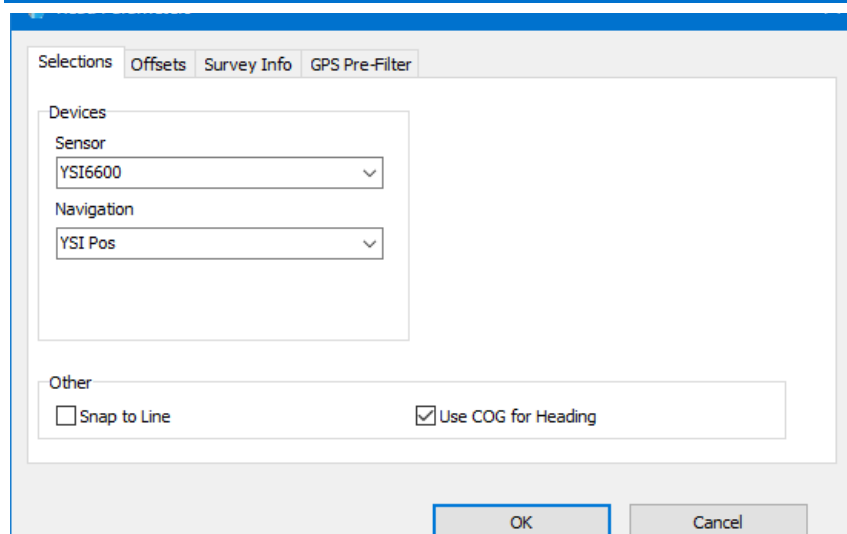 Selections Offsets Survey Info GPS Pre-Filter
Devices
Sensor
YSI6600
Navigation
YSI Pos
Other
Snap to Line Use COG for Heading
OK Cancel